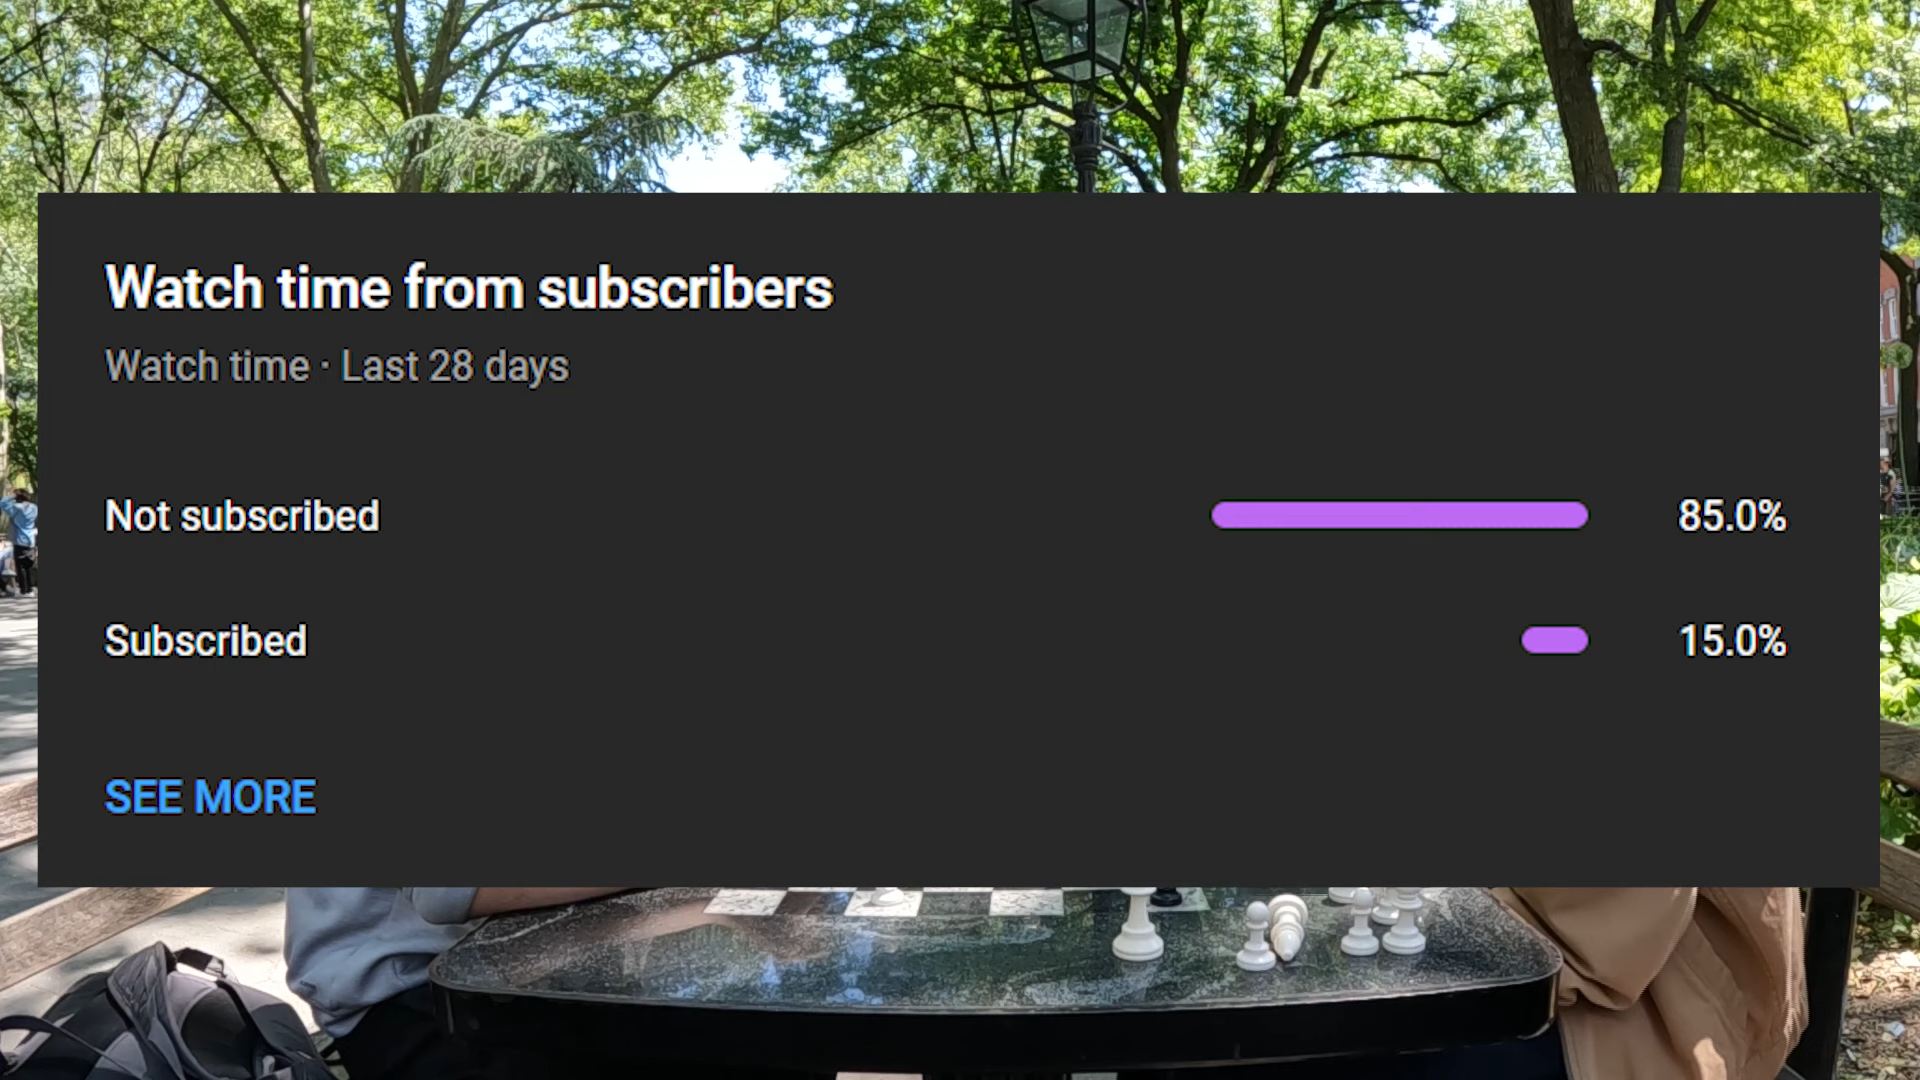 Watch time from subscribers
Watch time · Last 28 days
Not subscribed 85.0%
Subscribed 15.0%
SEE MORE